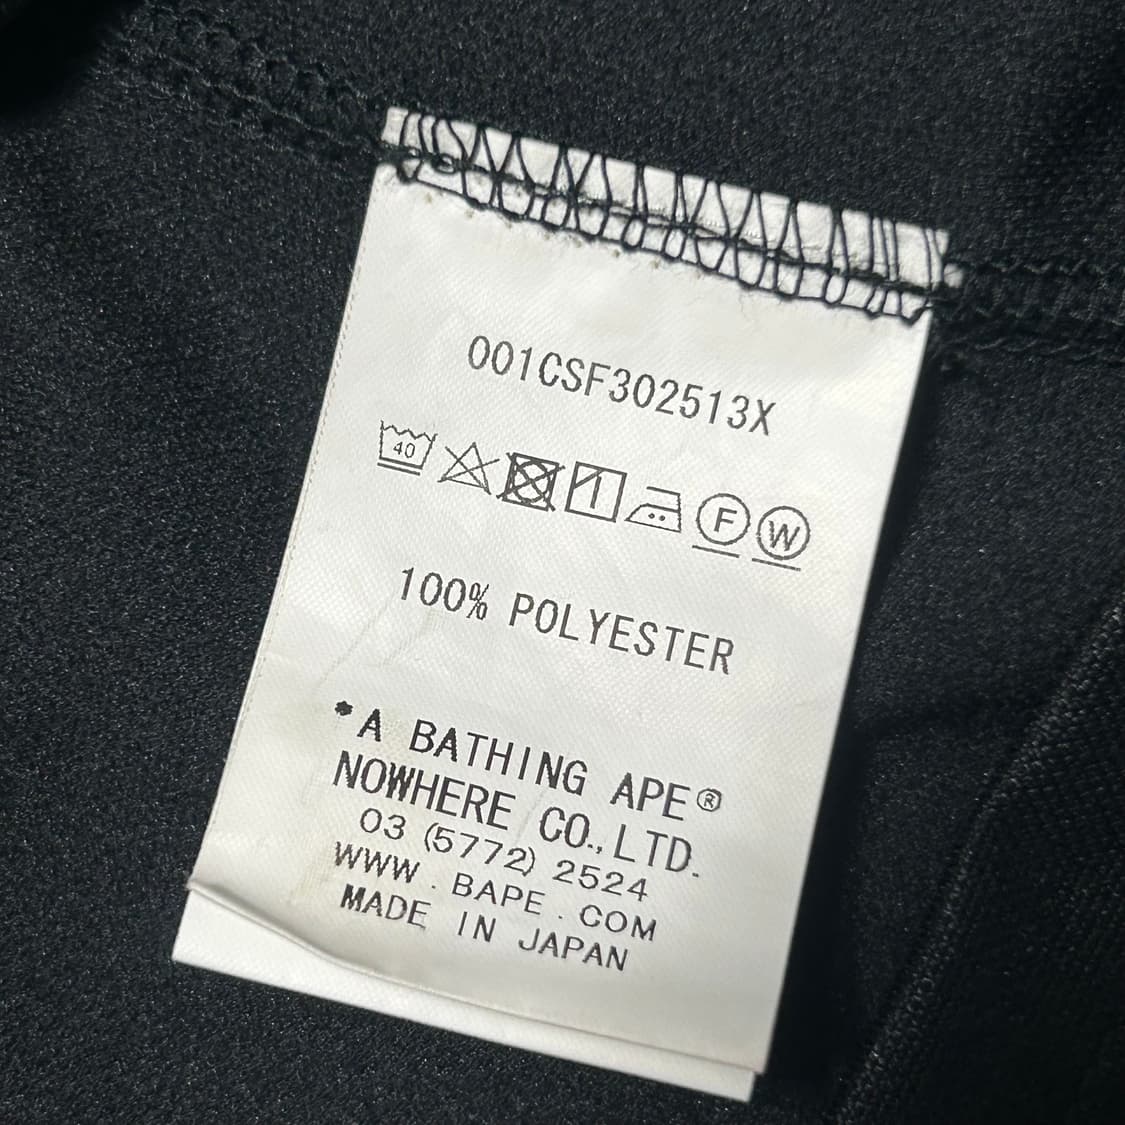 001CSF302513X
40 F W
100% POLYESTER
*A BATHING APE®
NOWHERE CO., LTD.
03 (5772) 2524
WWW . BAPE . COM
MADE IN JAPAN